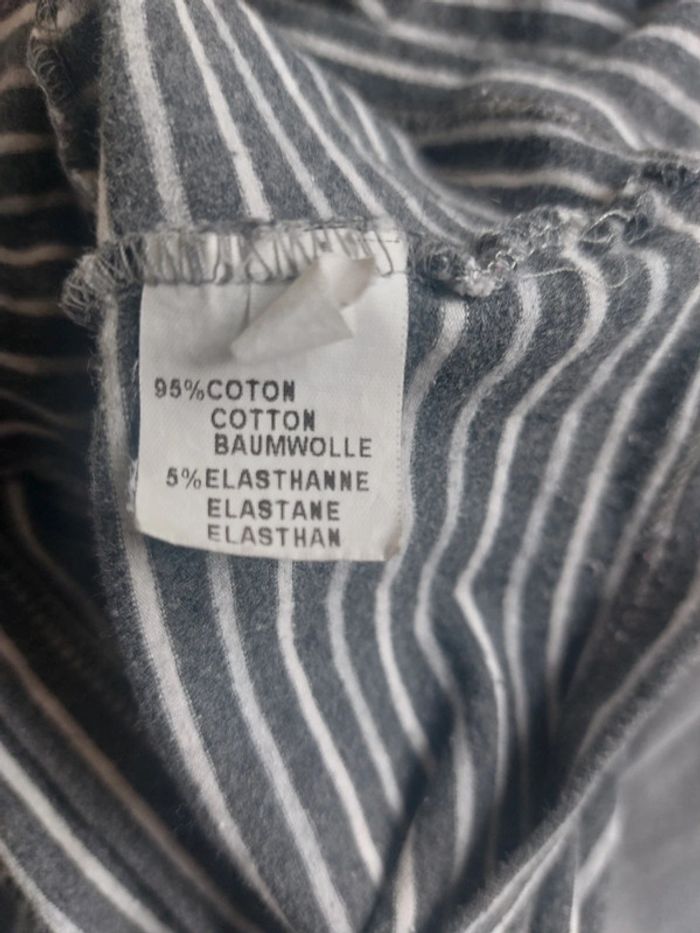 95%COTON
COTTON
BAUMWOLLE
5%ELASTHANNE
ELASTANE
ELASTHAN